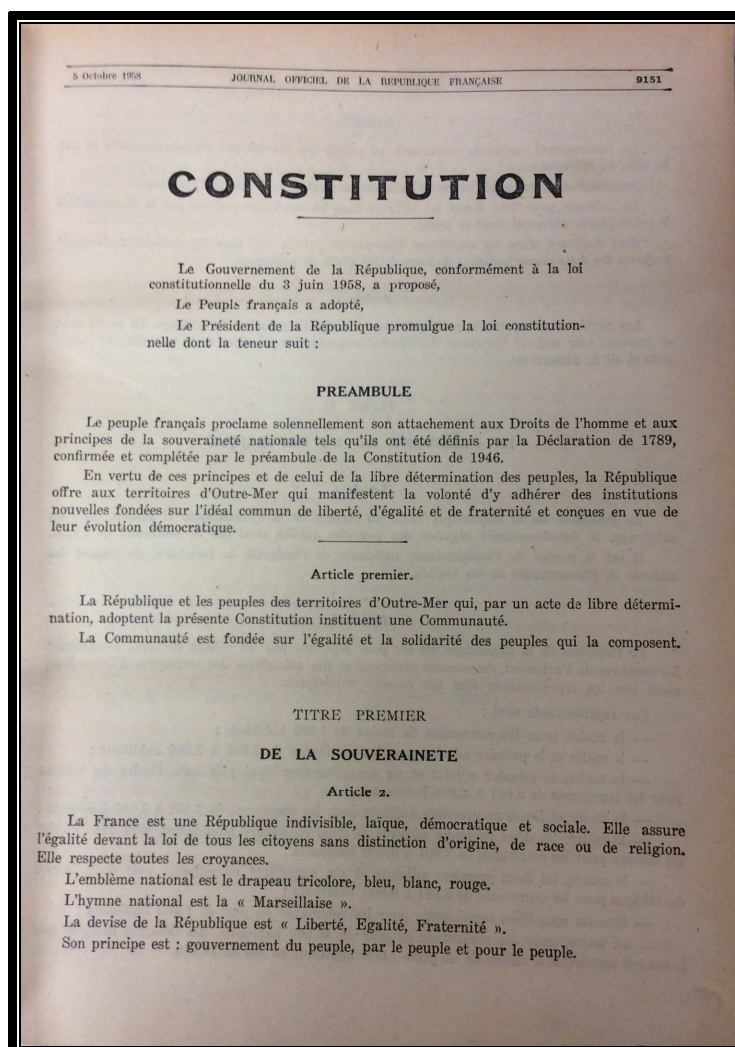 5 Octobre 1958 JOURNAL OFFICIEL DE LA REPUBLIQUE FRANÇAISE 9151
CONSTITUTION
Le Gouvernement de la République, conformément à la loi
constitutionnelle du 3 juin 1958, a proposé,
Le Peuple français a adopté,
Le Président de la République promulgue la loi constitution-
nelle dont la teneur suit :
PREAMBULE
Le peuple français proclame solennellement son attachement aux Droits de l'homme et aux
principes de la souveraineté nationale tels qu'ils ont été définis par la Déclaration de 1789,
confirmée et complétée par le préambule de la Constitution de 1946.
En vertu de ces principes et de celui de la libre détermination des peuples, la République
offre aux territoires d'Outre-Mer qui manifestent la volonté d'y adhérer des institutions
nouvelles fondées sur l'idéal commun de liberté, d'égalité et de fraternité et conçues en vue de
leur évolution démocratique.
Article premier.
La République et les peuples des territoires d'Outre-Mer qui, par un acte de libre détermi-
nation, adoptent la présente Constitution instituent une Communauté.
La Communauté est fondée sur l'égalité et la solidarité des peuples qui la composent.
TITRE PREMIER
DE LA SOUVERAINETE
Article 2.
La France est une République indivisible, laïque, démocratique et sociale. Elle assure
l'égalité devant la loi de tous les citoyens sans distinction d'origine, de race ou de religion.
Elle respecte toutes les croyances.
L'emblème national est le drapeau tricolore, bleu, blanc, rouge.
L'hymne national est la « Marseillaise ».
La devise de la République est « Liberté, Egalité, Fraternité ».
Son principe est : gouvernement du peuple, par le peuple et pour le peuple.